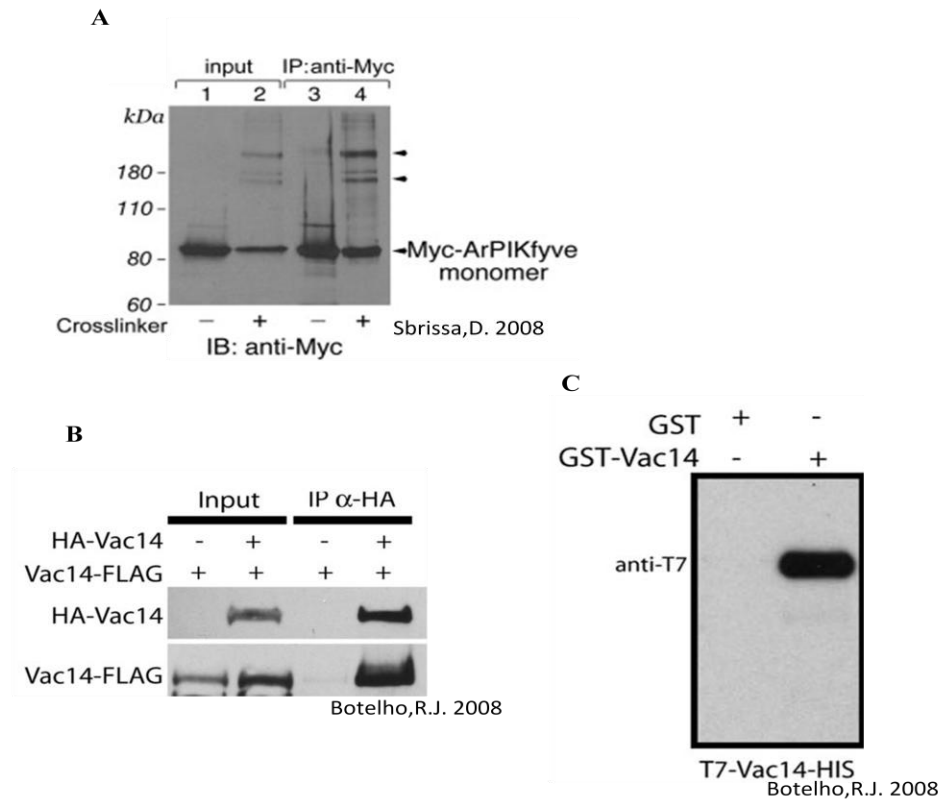 A
input IP:anti-Myc
1 2 3 4
kDa
180 -
110 -
80 -
60 -
Myc-ArPIKfyve
monomer
Crosslinker - + - +
IB: anti-Myc
Sbrissa,D. 2008
B
Input IP α-HA
HA-Vac14 - + - +
Vac14-FLAG + + + +
HA-Vac14
Vac14-FLAG
Botelho,R.J. 2008
C
GST + -
GST-Vac14 - +
anti-T7
T7-Vac14-HIS
Botelho,R.J. 2008